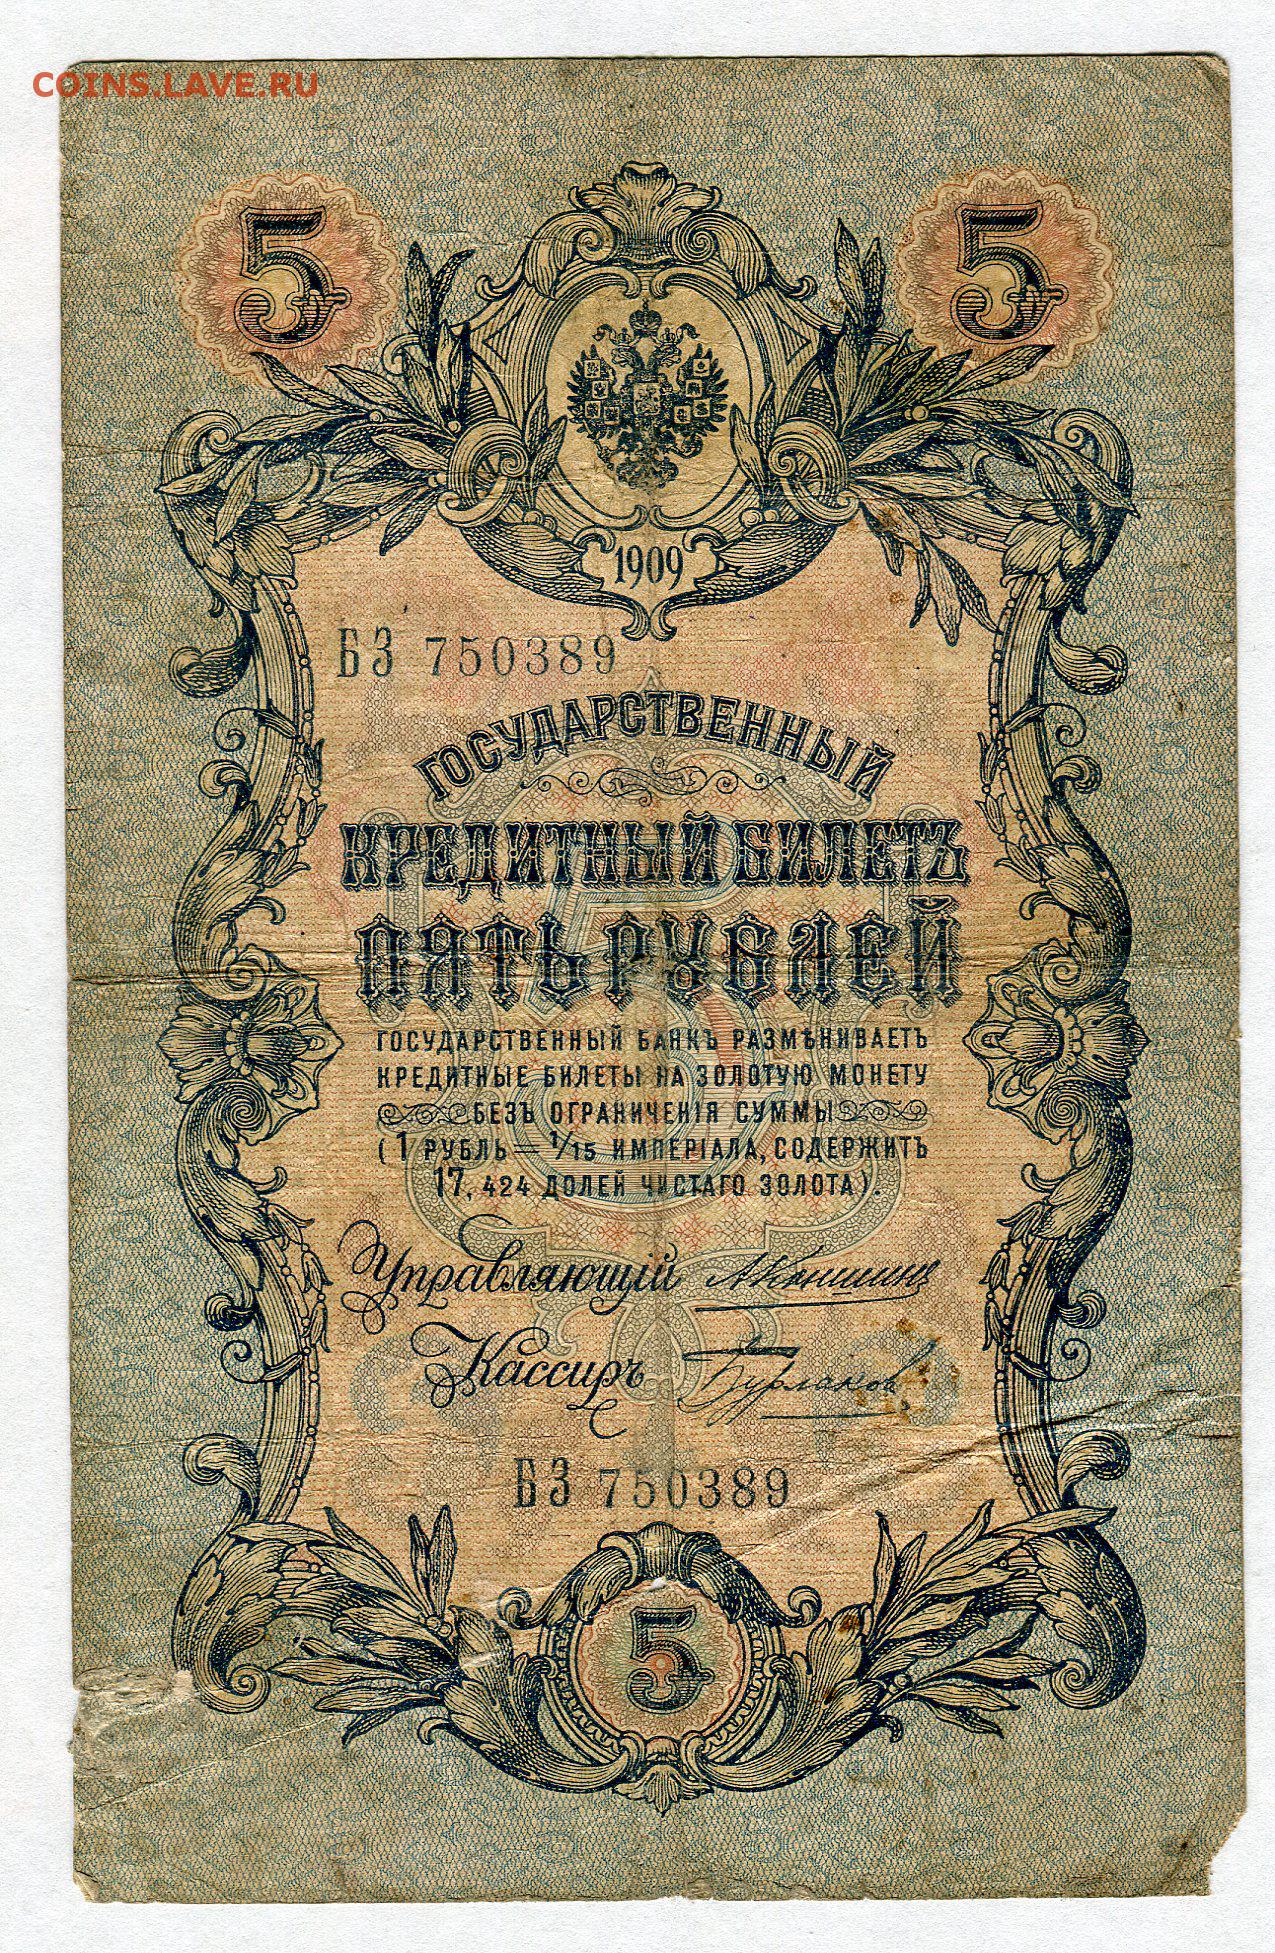 COINS.LAVE.RU
5 5
1909
БЗ 750389
ГОСУДАРСТВЕННЫЙ
КРЕДИТНЫЙ БИЛЕТЪ
ПЯТЬ РУБЛЕЙ
ГОСУДАРСТВЕННЫЙ БАНКЪ РАЗМѢНИВАЕТЪ
КРЕДИТНЫЕ БИЛЕТЫ НА ЗОЛОТУЮ МОНЕТУ
БЕЗЪ ОГРАНИЧЕНІЯ СУММЫ
(1 РУБЛЬ — 1/15 ИМПЕРІАЛА, СОДЕРЖИТЪ
17,424 ДОЛЕЙ ЧИСТАГО ЗОЛОТА).
Управляющій АКоншинъ
Кассиръ Бурлаковъ
БЗ 750389
5